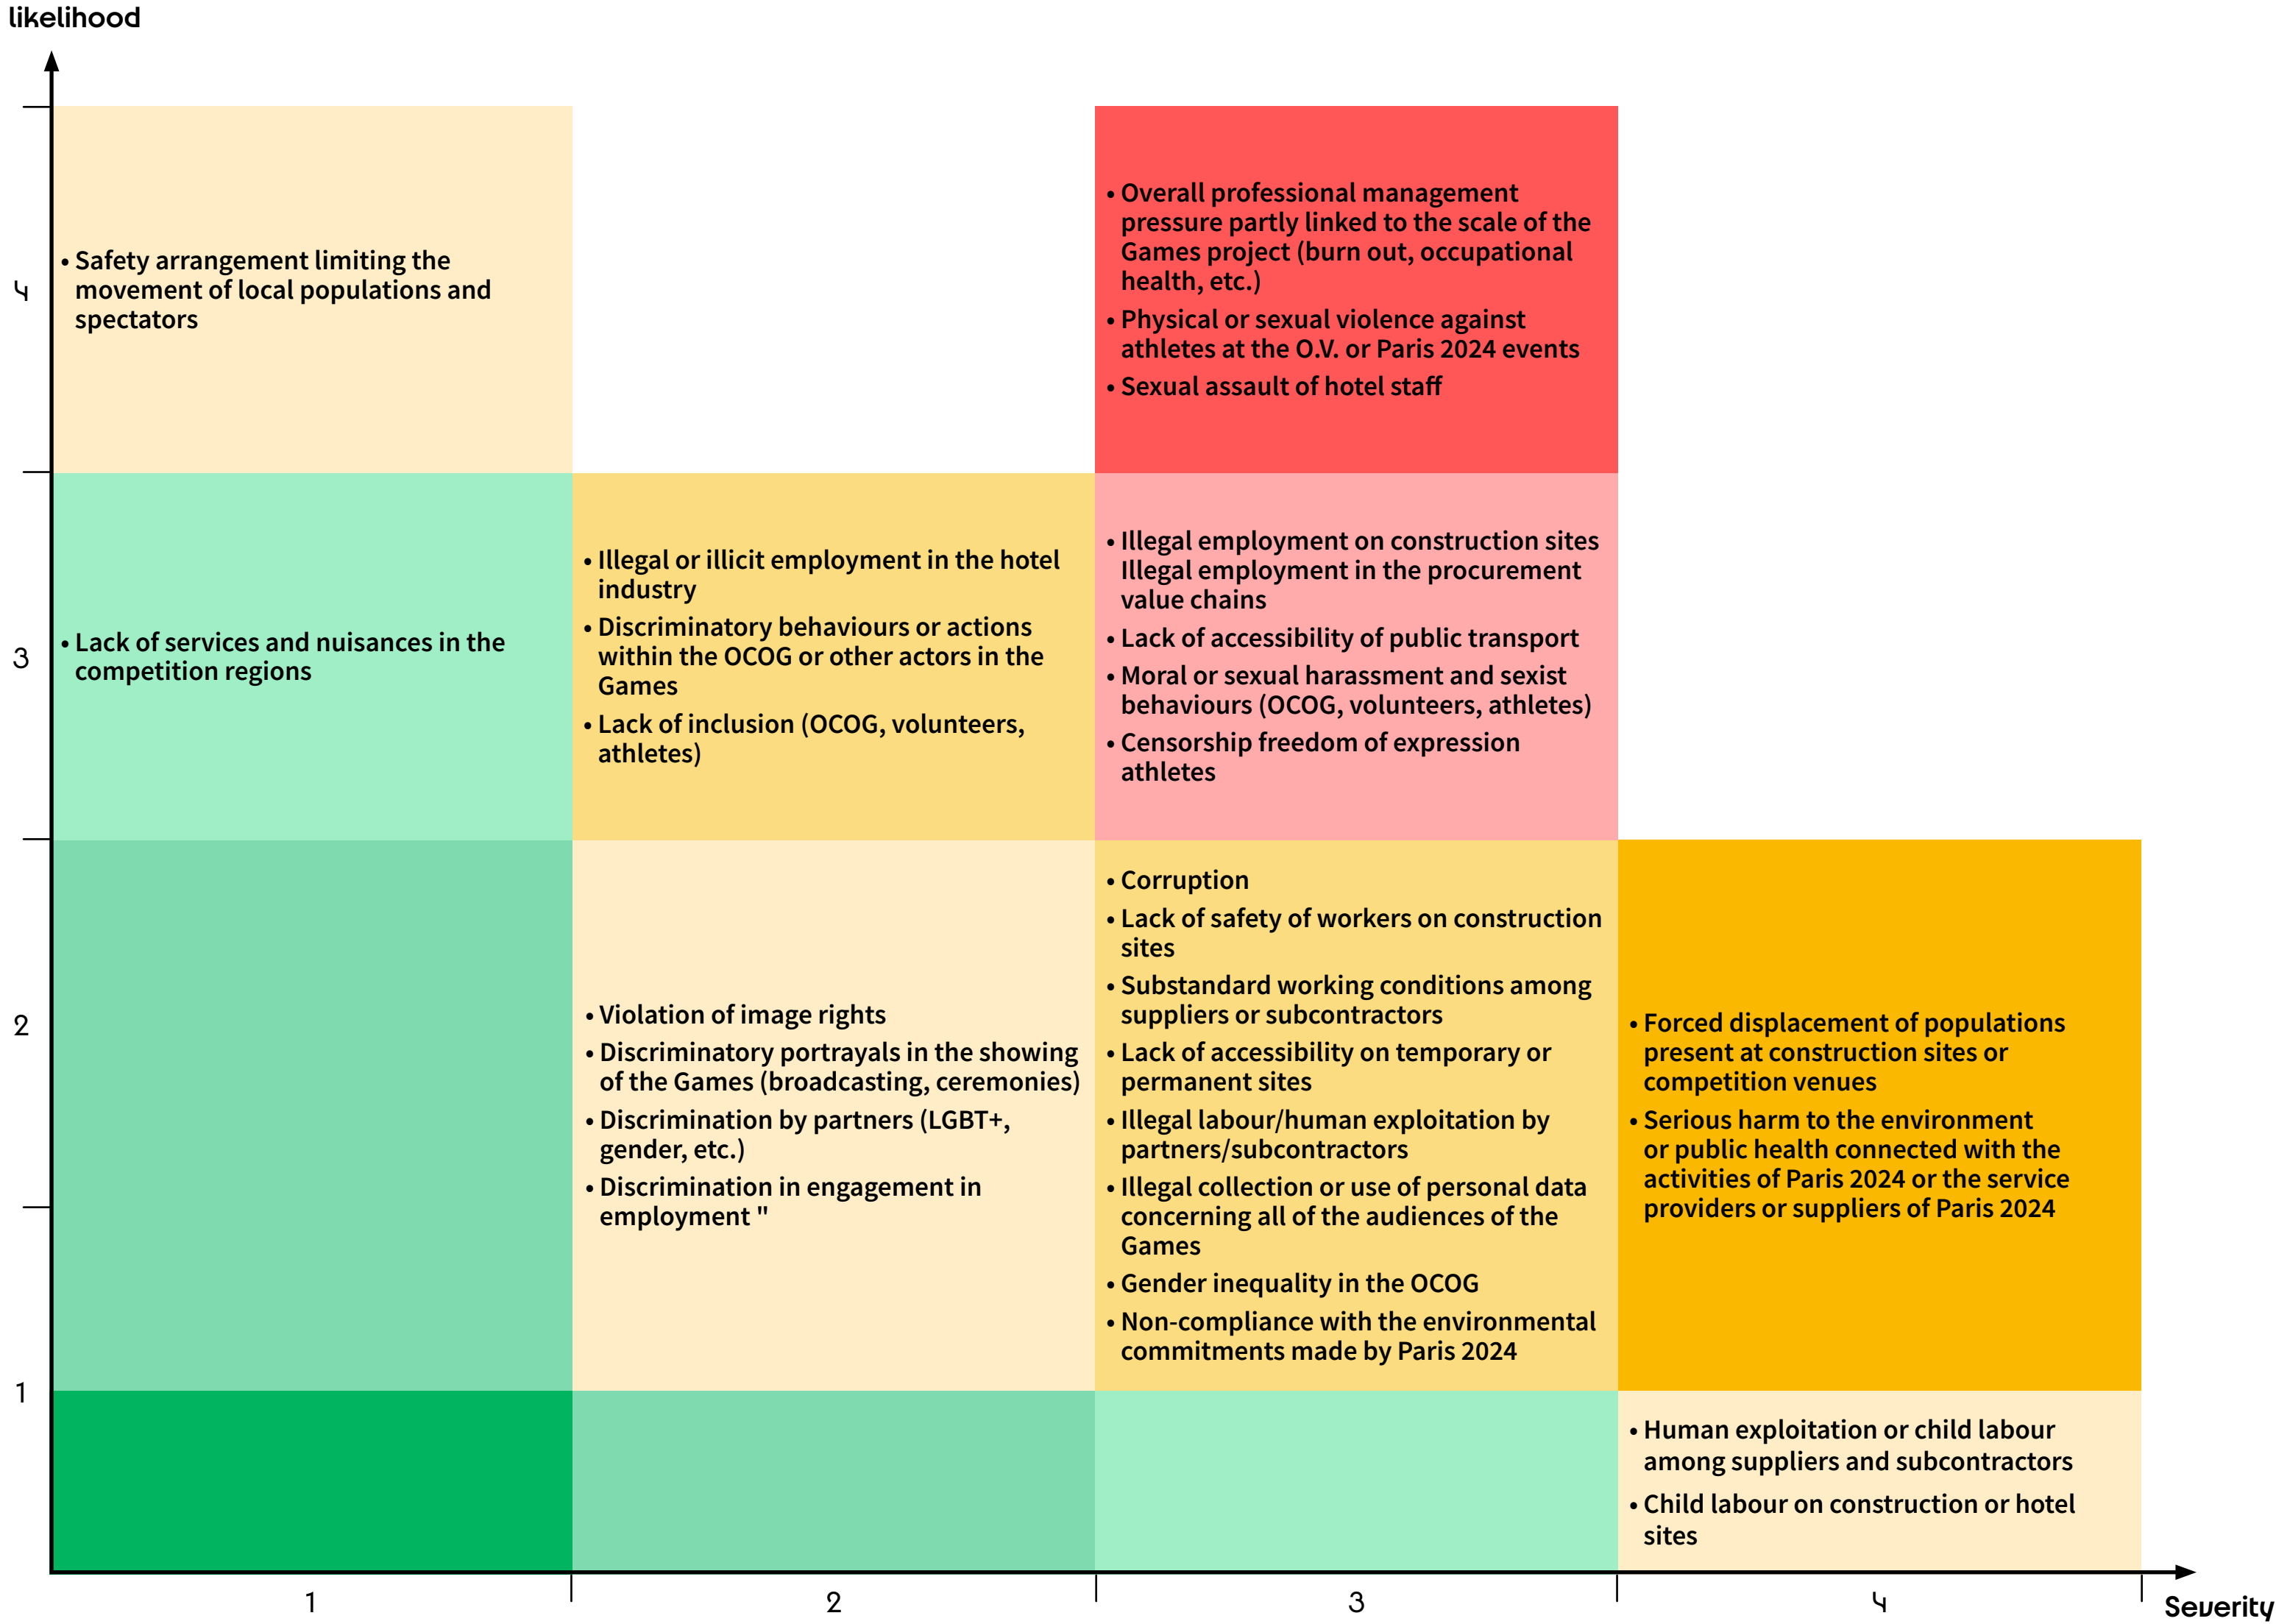 likelihood
4
• Safety arrangement limiting the
movement of local populations and
spectators
• Overall professional management
pressure partly linked to the scale of the
Games project (burn out, occupational
health, etc.)
• Physical or sexual violence against
athletes at the O.V. or Paris 2024 events
• Sexual assault of hotel staff
3
• Lack of services and nuisances in the
competition regions
• Illegal or illicit employment in the hotel
industry
• Discriminatory behaviours or actions
within the OCOG or other actors in the
Games
• Lack of inclusion (OCOG, volunteers,
athletes)
• Illegal employment on construction sites
Illegal employment in the procurement
value chains
• Lack of accessibility of public transport
• Moral or sexual harassment and sexist
behaviours (OCOG, volunteers, athletes)
• Censorship freedom of expression
athletes
2
• Violation of image rights
• Discriminatory portrayals in the showing
of the Games (broadcasting, ceremonies)
• Discrimination by partners (LGBT+,
gender, etc.)
• Discrimination in engagement in
employment "
• Corruption
• Lack of safety of workers on construction
sites
• Substandard working conditions among
suppliers or subcontractors
• Lack of accessibility on temporary or
permanent sites
• Illegal labour/human exploitation by
partners/subcontractors
• Illegal collection or use of personal data
concerning all of the audiences of the
Games
• Gender inequality in the OCOG
• Non-compliance with the environmental
commitments made by Paris 2024
• Forced displacement of populations
present at construction sites or
competition venues
• Serious harm to the environment
or public health connected with the
activities of Paris 2024 or the service
providers or suppliers of Paris 2024
1
• Human exploitation or child labour
among suppliers and subcontractors
• Child labour on construction or hotel
sites
1
2
3
4
Severity